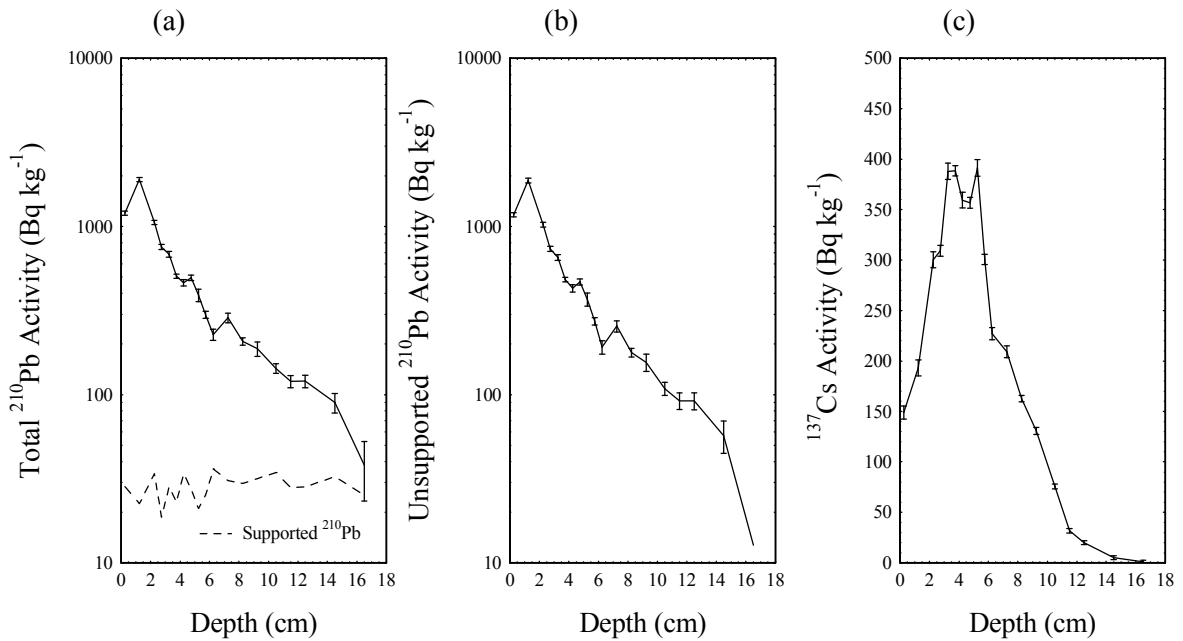 (a)
Total ²¹⁰Pb Activity (Bq kg⁻¹)
10000
1000
100
10
Supported ²¹⁰Pb
0 2 4 6 8 10 12 14 16 18
Depth (cm)
(b)
Unsupported ²¹⁰Pb Activity (Bq kg⁻¹)
10000
1000
100
10
0 2 4 6 8 10 12 14 16 18
Depth (cm)
(c)
¹³⁷Cs Activity (Bq kg⁻¹)
500
450
400
350
300
250
200
150
100
50
0
0 2 4 6 8 10 12 14 16 18
Depth (cm)